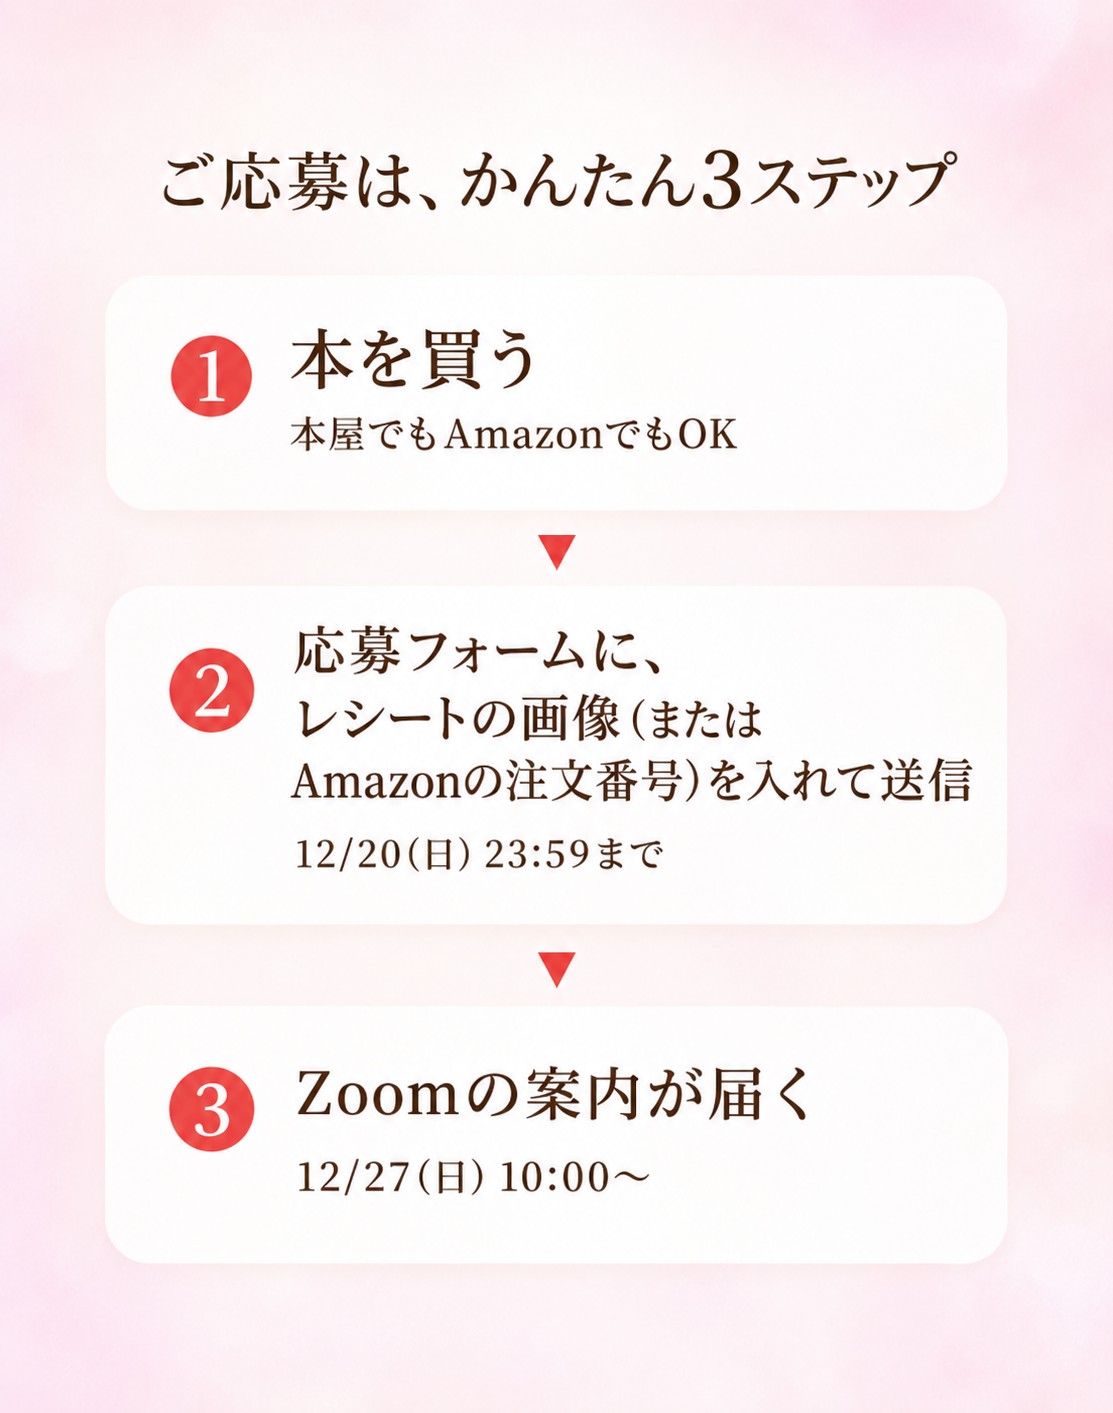 ご応募は、かんたん3ステップ
1
本を買う
本屋でもAmazonでもOK
▼
2
応募フォームに、
レシートの画像(または
Amazonの注文番号)を入れて送信
12/20(日) 23:59まで
▼
3
Zoomの案内が届く
12/27(日) 10:00〜